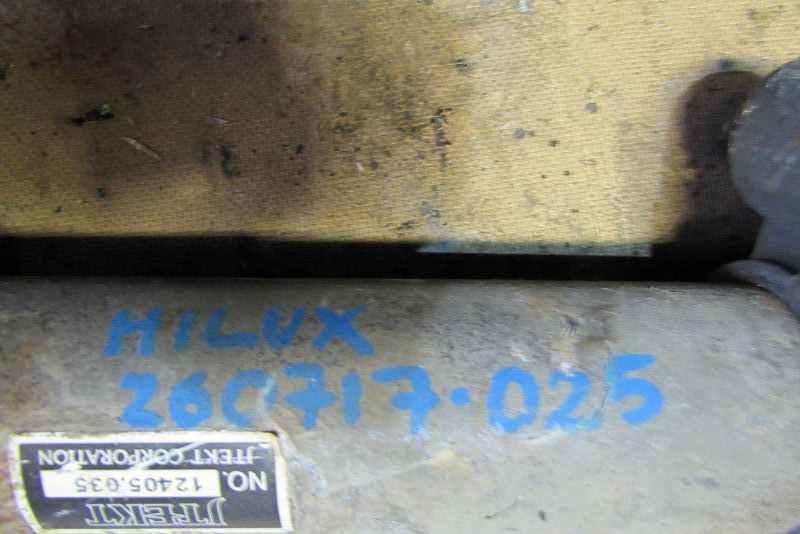 HILUX
260717.025
JTEKT
NO. 12405.035
JTEKT CORPORATION